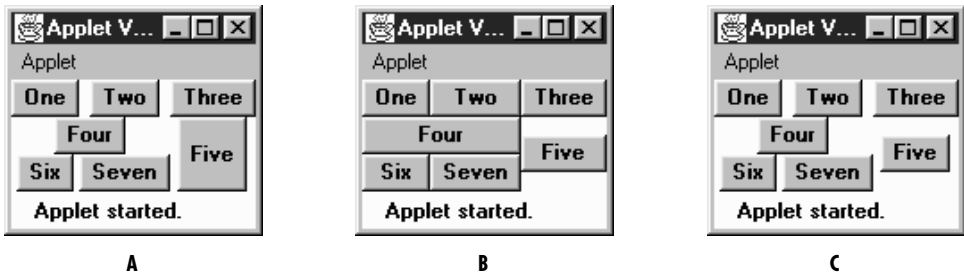 Applet V...
Applet
One Two Three
Four
Five
Six Seven
Applet started.
A
Applet V...
Applet
One Two Three
Four
Five
Six Seven
Applet started.
B
Applet V...
Applet
One Two Three
Four
Five
Six Seven
Applet started.
C